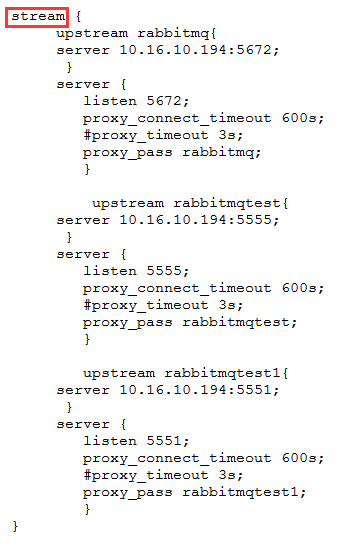 stream {
upstream rabbitmq{
server 10.16.10.194:5672;
}
server {
listen 5672;
proxy_connect_timeout 600s;
#proxy_timeout 3s;
proxy_pass rabbitmq;
}
upstream rabbitmqtest{
server 10.16.10.194:5555;
}
server {
listen 5555;
proxy_connect_timeout 600s;
#proxy_timeout 3s;
proxy_pass rabbitmqtest;
}
upstream rabbitmqtest1{
server 10.16.10.194:5551;
}
server {
listen 5551;
proxy_connect_timeout 600s;
#proxy_timeout 3s;
proxy_pass rabbitmqtest1;
}
}